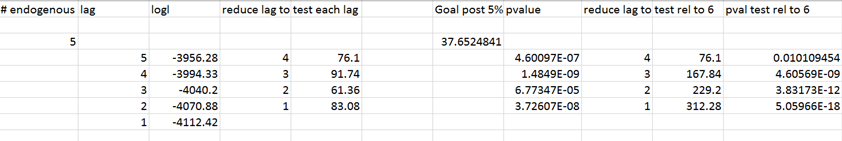 # endogenous lag logl reduce lag to test each lag Goal post 5% pvalue reduce lag to test rel to 6 pval test rel to 6
5 37.6524841
5 -3956.28 4 76.1 4.60097E-07 4 76.1 0.010109454
4 -3994.33 3 91.74 1.4849E-09 3 167.84 4.60569E-09
3 -4040.2 2 61.36 6.77347E-05 2 229.2 3.83173E-12
2 -4070.88 1 83.08 3.72607E-08 1 312.28 5.05966E-18
1 -4112.42